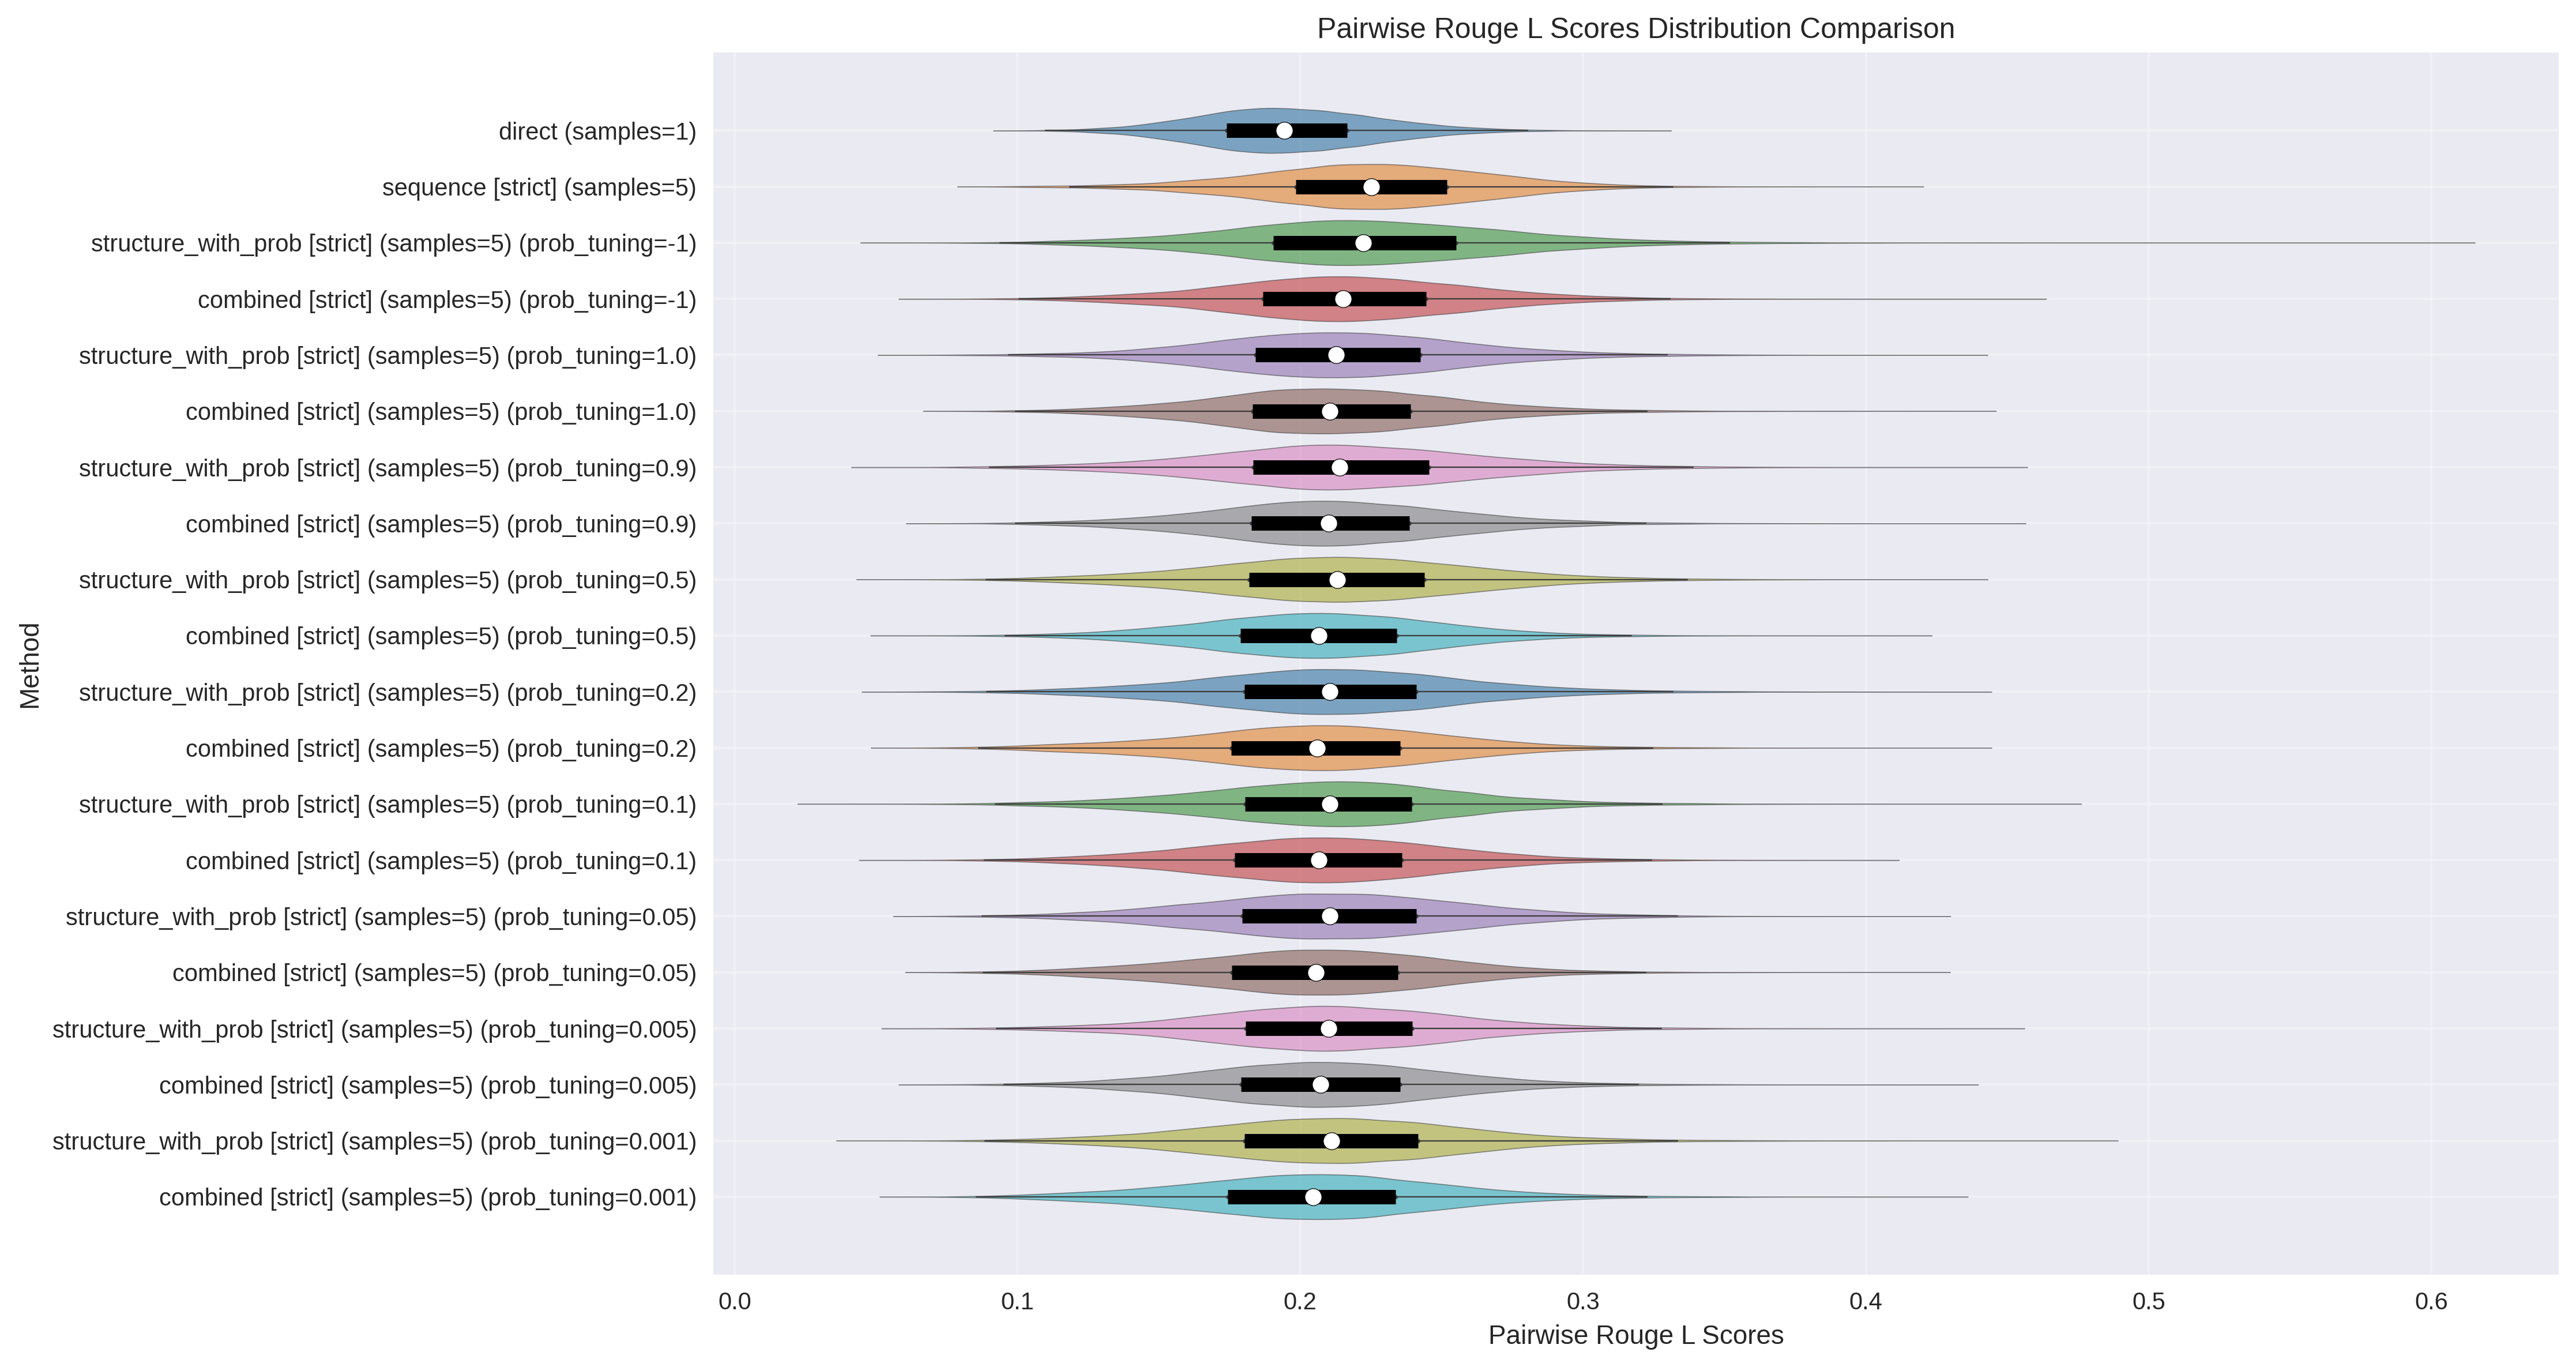 Pairwise Rouge L Scores Distribution Comparison
Method
direct (samples=1)
sequence [strict] (samples=5)
structure_with_prob [strict] (samples=5) (prob_tuning=-1)
combined [strict] (samples=5) (prob_tuning=-1)
structure_with_prob [strict] (samples=5) (prob_tuning=1.0)
combined [strict] (samples=5) (prob_tuning=1.0)
structure_with_prob [strict] (samples=5) (prob_tuning=0.9)
combined [strict] (samples=5) (prob_tuning=0.9)
structure_with_prob [strict] (samples=5) (prob_tuning=0.5)
combined [strict] (samples=5) (prob_tuning=0.5)
structure_with_prob [strict] (samples=5) (prob_tuning=0.2)
combined [strict] (samples=5) (prob_tuning=0.2)
structure_with_prob [strict] (samples=5) (prob_tuning=0.1)
combined [strict] (samples=5) (prob_tuning=0.1)
structure_with_prob [strict] (samples=5) (prob_tuning=0.05)
combined [strict] (samples=5) (prob_tuning=0.05)
structure_with_prob [strict] (samples=5) (prob_tuning=0.005)
combined [strict] (samples=5) (prob_tuning=0.005)
structure_with_prob [strict] (samples=5) (prob_tuning=0.001)
combined [strict] (samples=5) (prob_tuning=0.001)
0.0 0.1 0.2 0.3 0.4 0.5 0.6
Pairwise Rouge L Scores